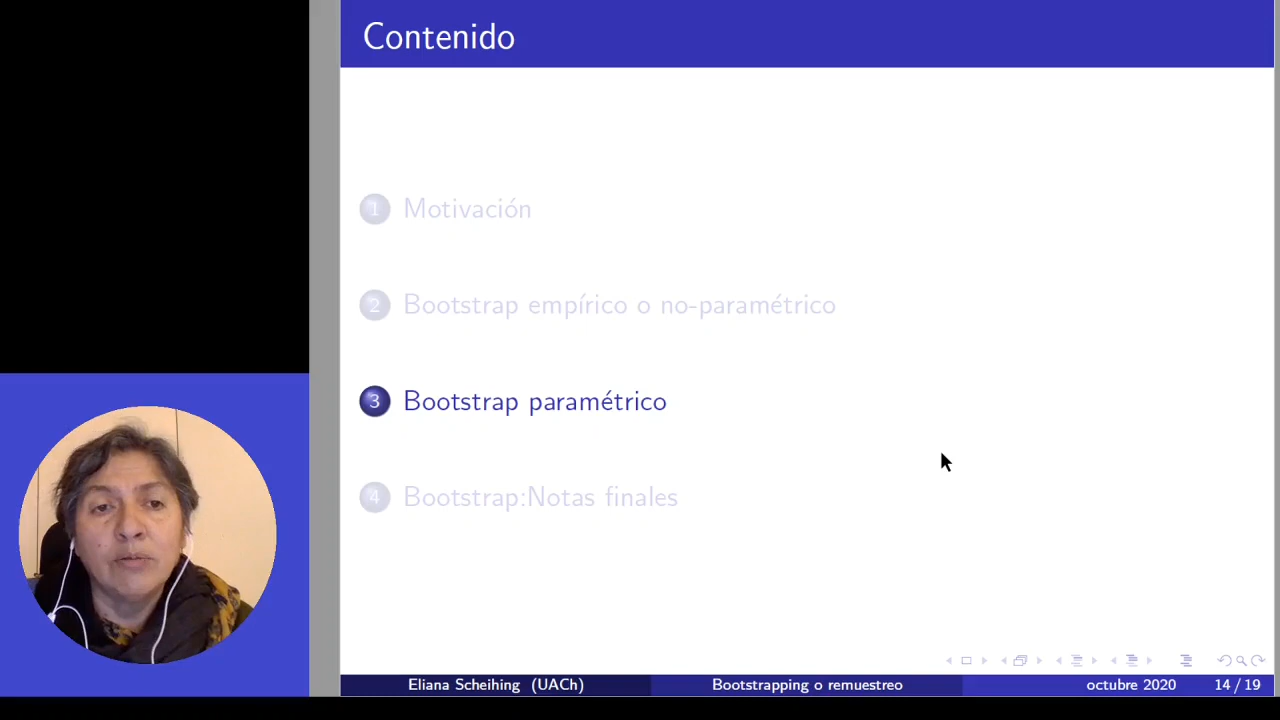 Contenido
1 Motivación
2 Bootstrap empírico o no-paramétrico
3 Bootstrap paramétrico
4 Bootstrap:Notas finales
Eliana Scheihing (UACh) Bootstrapping o remuestreo octubre 2020 14 / 19